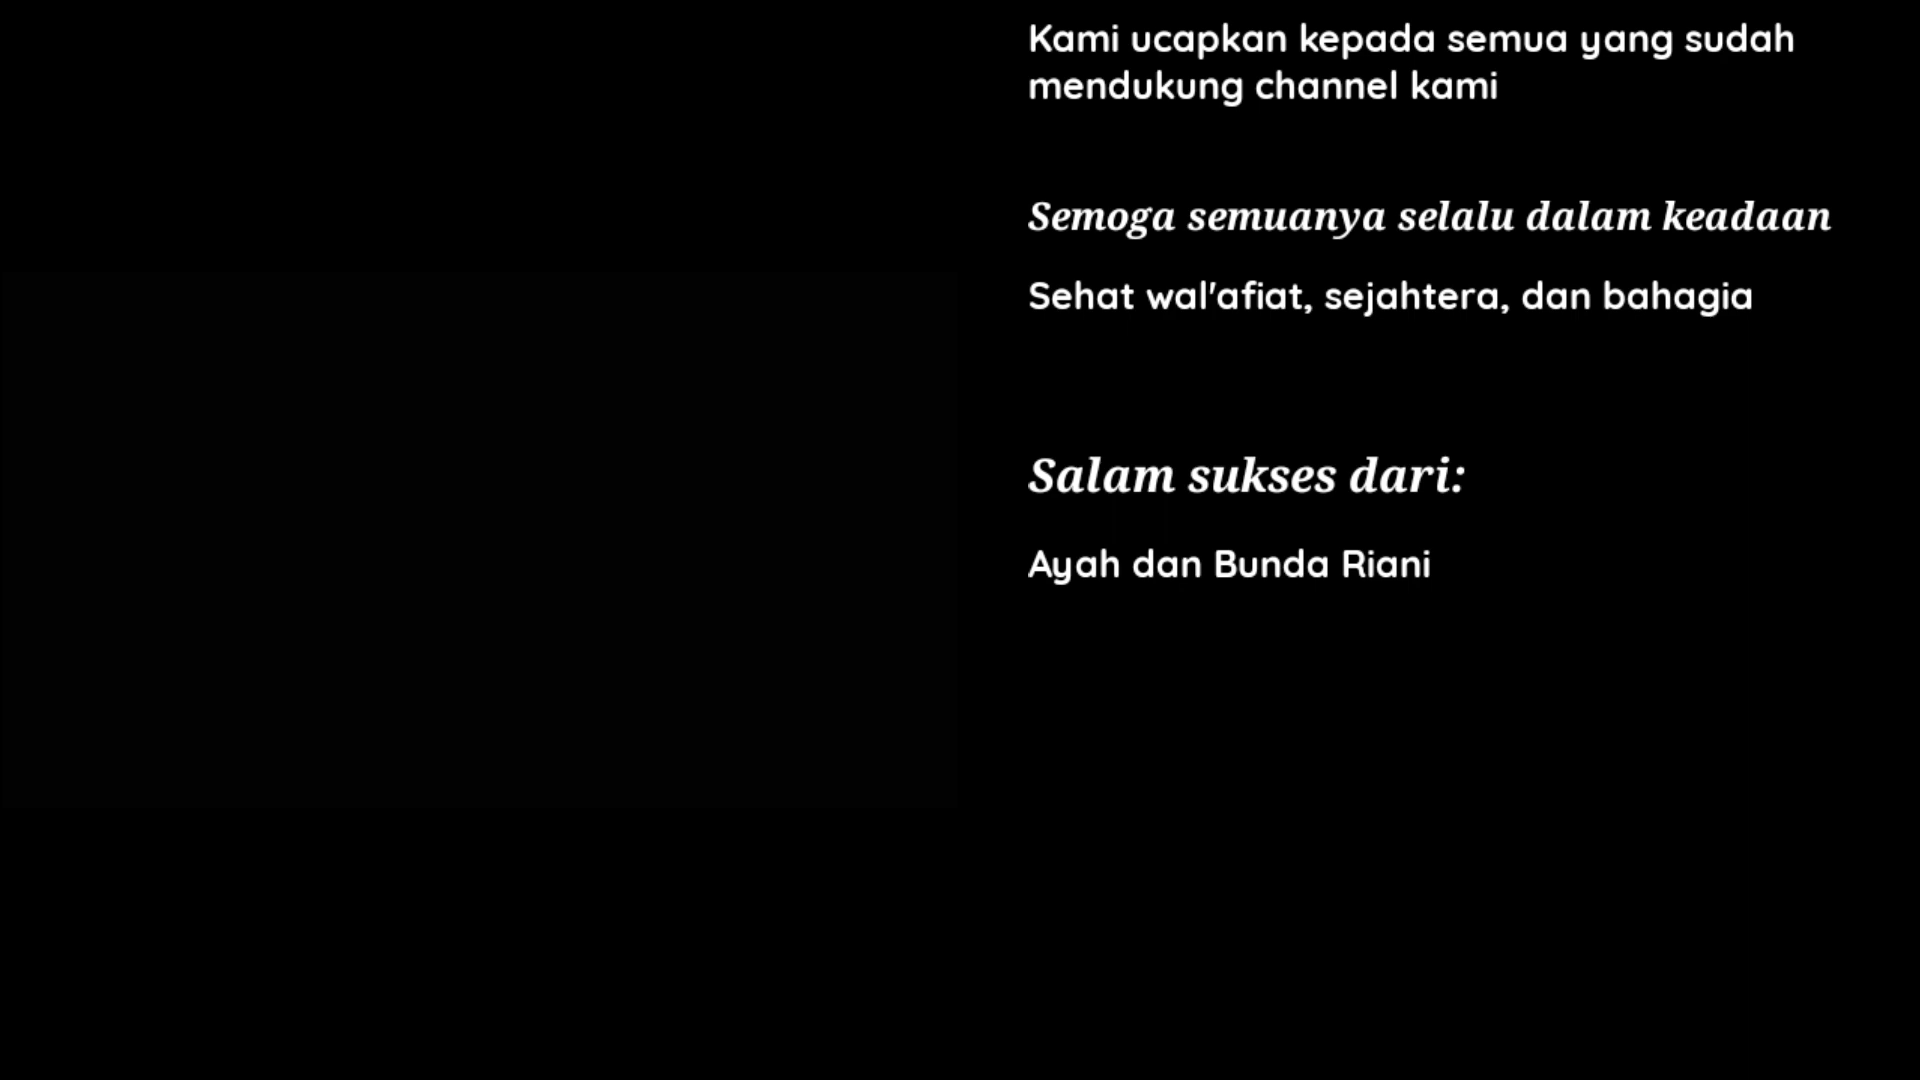 Kami ucapkan kepada semua yang sudah
mendukung channel kami
Semoga semuanya selalu dalam keadaan
Sehat wal'afiat, sejahtera, dan bahagia
Salam sukses dari:
Ayah dan Bunda Riani